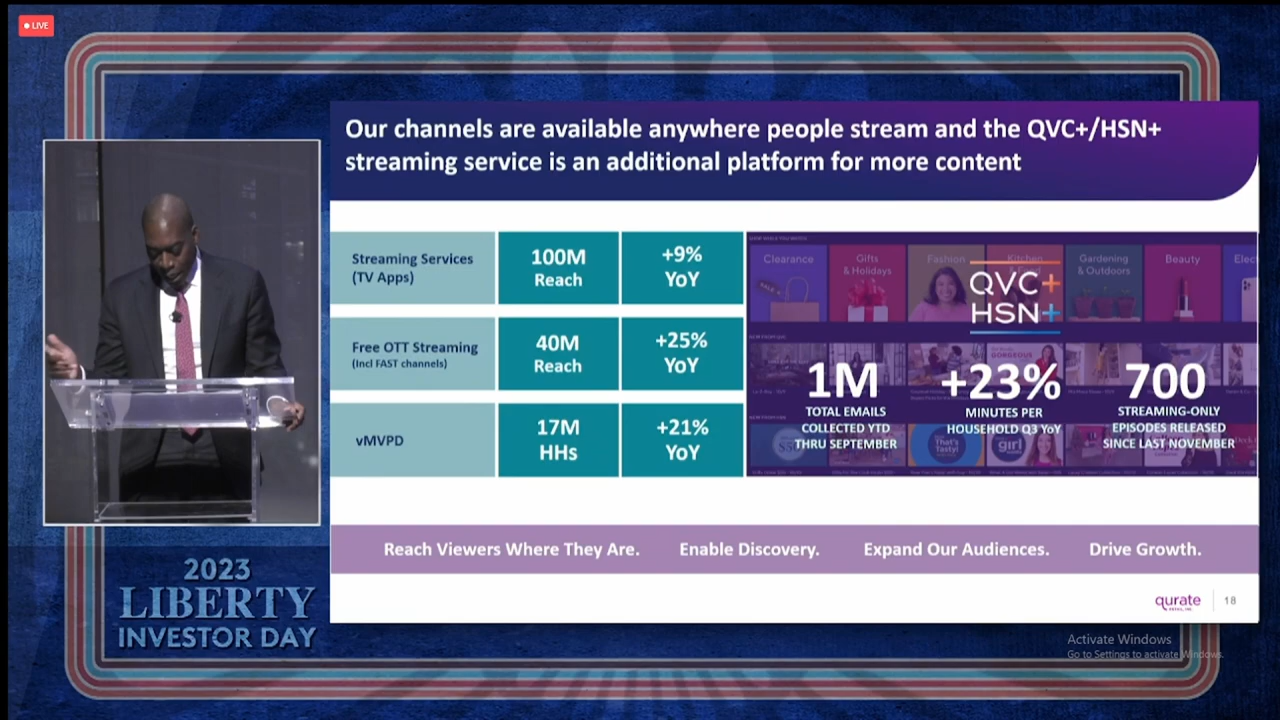 LIVE
Our channels are available anywhere people stream and the QVC+/HSN+
streaming service is an additional platform for more content
Streaming Services
(TV Apps)
100M
Reach
+9%
YoY
Free OTT Streaming
(Incl FAST channels)
40M
Reach
+25%
YoY
vMVPD
17M
HHs
+21%
YoY
Clearance
Gifts
& Holidays
Fashion
Kitchen
Gardening
& Outdoors
Beauty
QVC+
HSN+
1M
TOTAL EMAILS
COLLECTED YTD
THRU SEPTEMBER
+23%
MINUTES PER
HOUSEHOLD Q3 YoY
700
STREAMING-ONLY
EPISODES RELEASED
SINCE LAST NOVEMBER
GORGEOUS
That's
Tasty!
girl
Reach Viewers Where They Are. Enable Discovery. Expand Our Audiences. Drive Growth.
qurate
18
2023
LIBERTY
INVESTOR DAY
Activate Windows
Go to Settings to activate Windows.